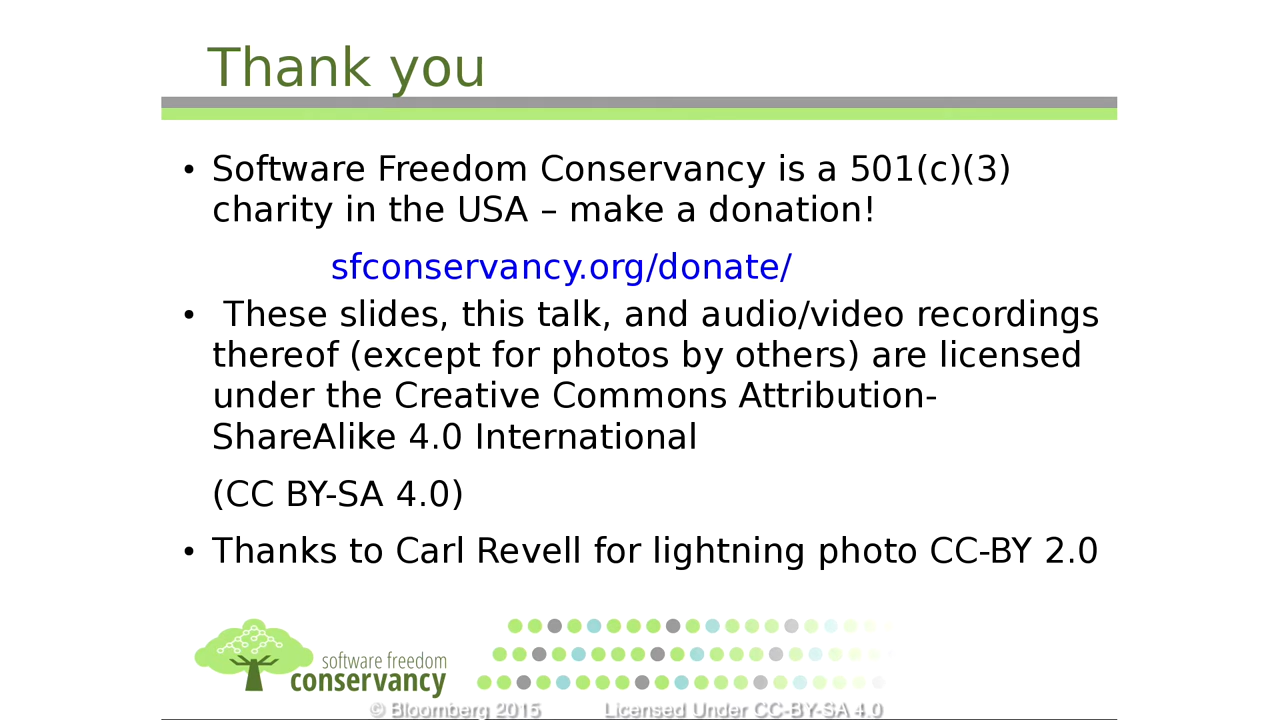 Thank you
• Software Freedom Conservancy is a 501(c)(3)
charity in the USA – make a donation!
sfconservancy.org/donate/
• These slides, this talk, and audio/video recordings
thereof (except for photos by others) are licensed
under the Creative Commons Attribution-
ShareAlike 4.0 International
(CC BY-SA 4.0)
• Thanks to Carl Revell for lightning photo CC-BY 2.0
software freedom
conservancy
© Bloomberg 2015 Licensed Under CC-BY-SA 4.0